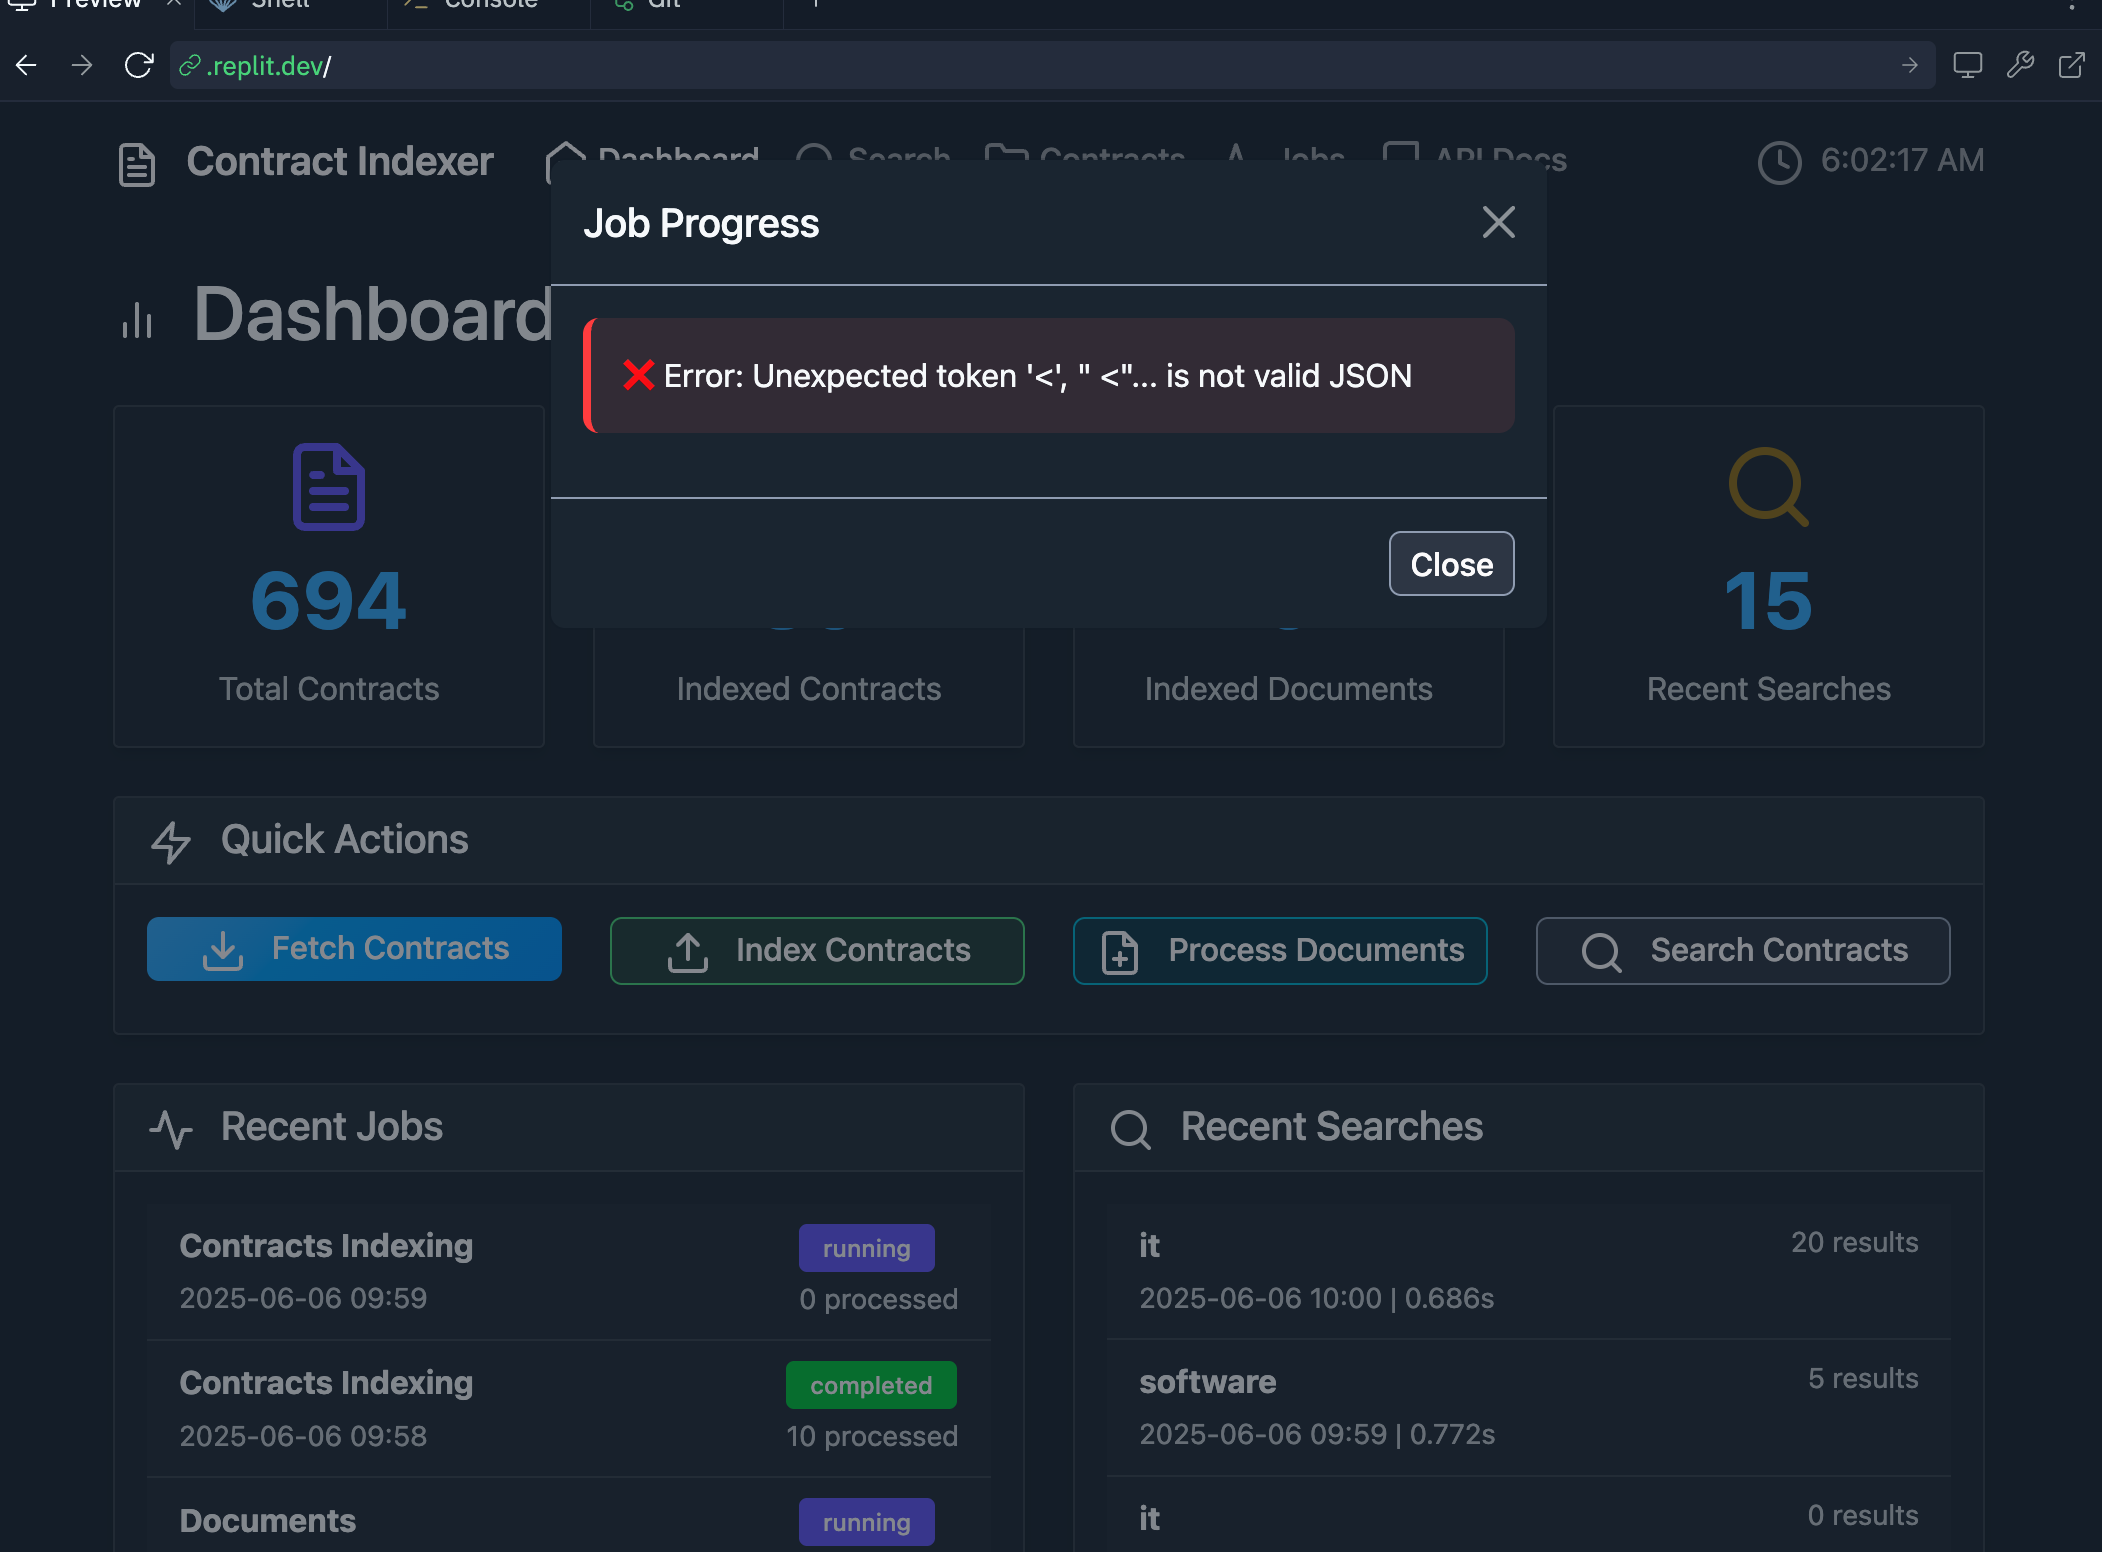 Preview Shell Console Git
.replit.dev/
Contract Indexer Dashboard Search Contracts Jobs API Docs 6:02:17 AM
Job Progress
Dashboard
❌ Error: Unexpected token '<', " <"... is not valid JSON
Close
694 15
Total Contracts Indexed Contracts Indexed Documents Recent Searches
Quick Actions
Fetch Contracts Index Contracts Process Documents Search Contracts
Recent Jobs
Contracts Indexing running
2025-06-06 09:59 0 processed
Contracts Indexing completed
2025-06-06 09:58 10 processed
Documents running
Recent Searches
it 20 results
2025-06-06 10:00 | 0.686s
software 5 results
2025-06-06 09:59 | 0.772s
it 0 results